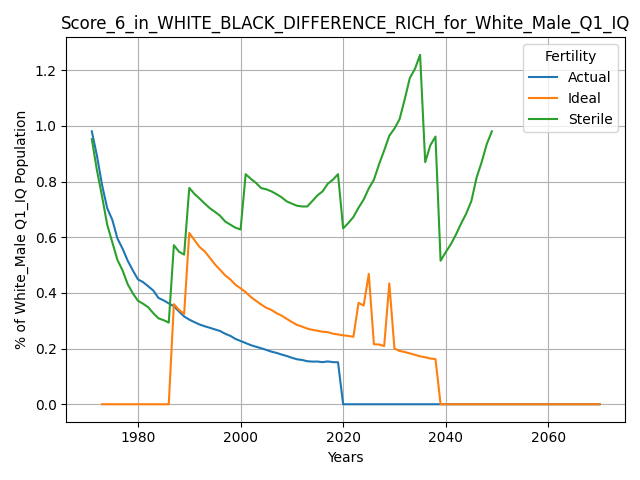 Score_6_in_WHITE_BLACK_DIFFERENCE_RICH_for_White_Male_Q1_IQ
Fertility
Actual
Ideal
Sterile
% of White_Male Q1_IQ Population
1.2
1.0
0.8
0.6
0.4
0.2
0.0
1980 2000 2020 2040 2060
Years